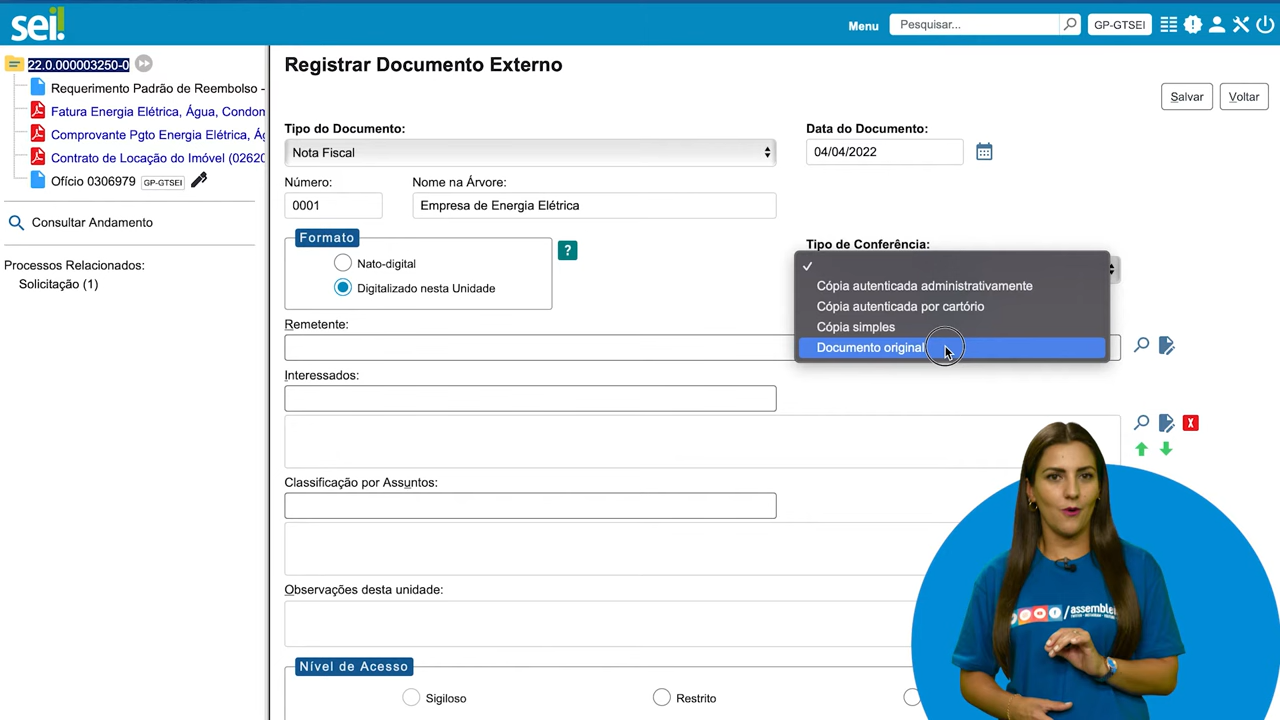 sei!
Menu
Pesquisar...
GP-GTSEI
22.0.000003250-0
Requerimento Padrão de Reembolso -
Fatura Energia Elétrica, Água, Condom
Comprovante Pgto Energia Elétrica, Ág
Contrato de Locação do Imóvel (02620
Ofício 0306979 GP-GTSEI
Consultar Andamento
Processos Relacionados:
Solicitação (1)
Registrar Documento Externo
Salvar
Voltar
Tipo do Documento:
Nota Fiscal
Data do Documento:
04/04/2022
Número:
0001
Nome na Árvore:
Empresa de Energia Elétrica
Formato
Nato-digital
Digitalizado nesta Unidade
?
Tipo de Conferência:
Cópia autenticada administrativamente
Cópia autenticada por cartório
Cópia simples
Documento original
Remetente:
Interessados:
X
Classificação por Assuntos:
Observações desta unidade:
Nível de Acesso
Sigiloso
Restrito
/assemble